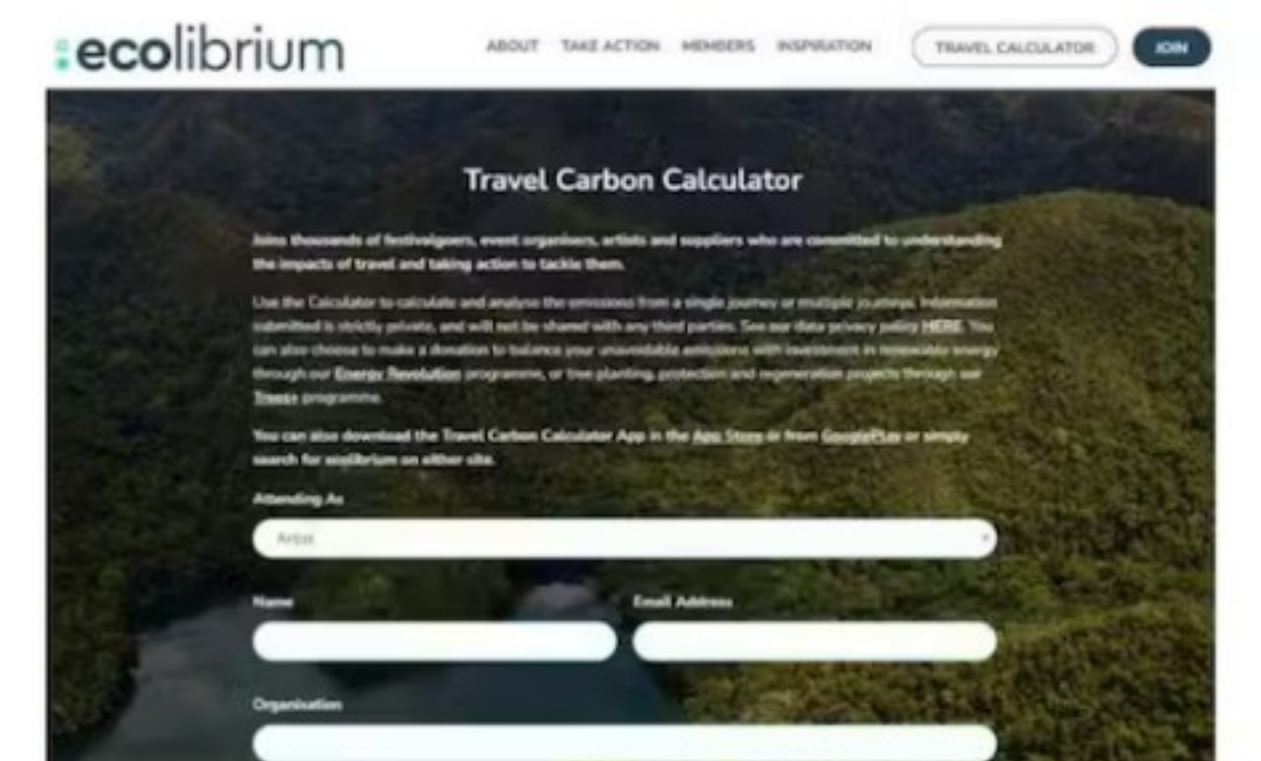 ecolibrium
ABOUT TAKE ACTION MEMBERS INSPIRATION TRAVEL CALCULATOR JOIN
Travel Carbon Calculator
Joins thousands of festivalgoers, event organisers, artists and suppliers who are committed to understanding
the impacts of travel and taking action to tackle them.
Use the Calculator to calculate and analyse the emissions from a single journey or multiple journeys. Information
submitted is strictly private, and will not be shared with any third parties. See our data privacy policy HERE. You
can also choose to make a donation to balance your unavoidable emissions with investment in renewable energy
through our Energy Revolution programme, or tree planting, protection and regeneration projects through our
Trees+ programme.
You can also download the Travel Carbon Calculator App in the App Store or from GooglePlay or simply
search for ecolibrium on either site.
Attending As
Artist
Name Email Address
Organisation